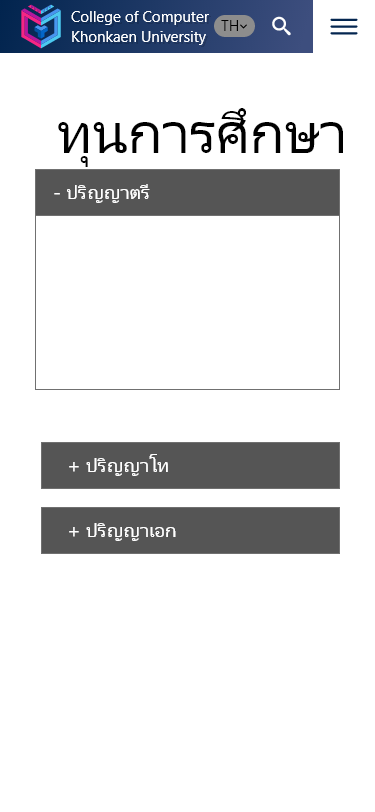 College of Computer
Khonkaen University
TH
ทุนการศึกษา
- ปริญญาตรี
+ ปริญญาโท
+ ปริญญาเอก